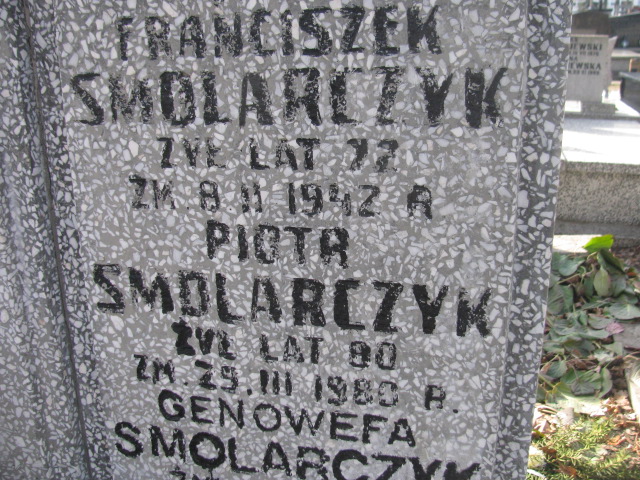 FRANCISZEK
SMOLARCZYK
ŻYŁ LAT 77
ZM. 8 II 1942 R
PIOTR
SMOLARCZYK
ŻYŁ LAT 80
ZM. 29.III 1980 R.
GENOWEFA
SMOLARCZYK